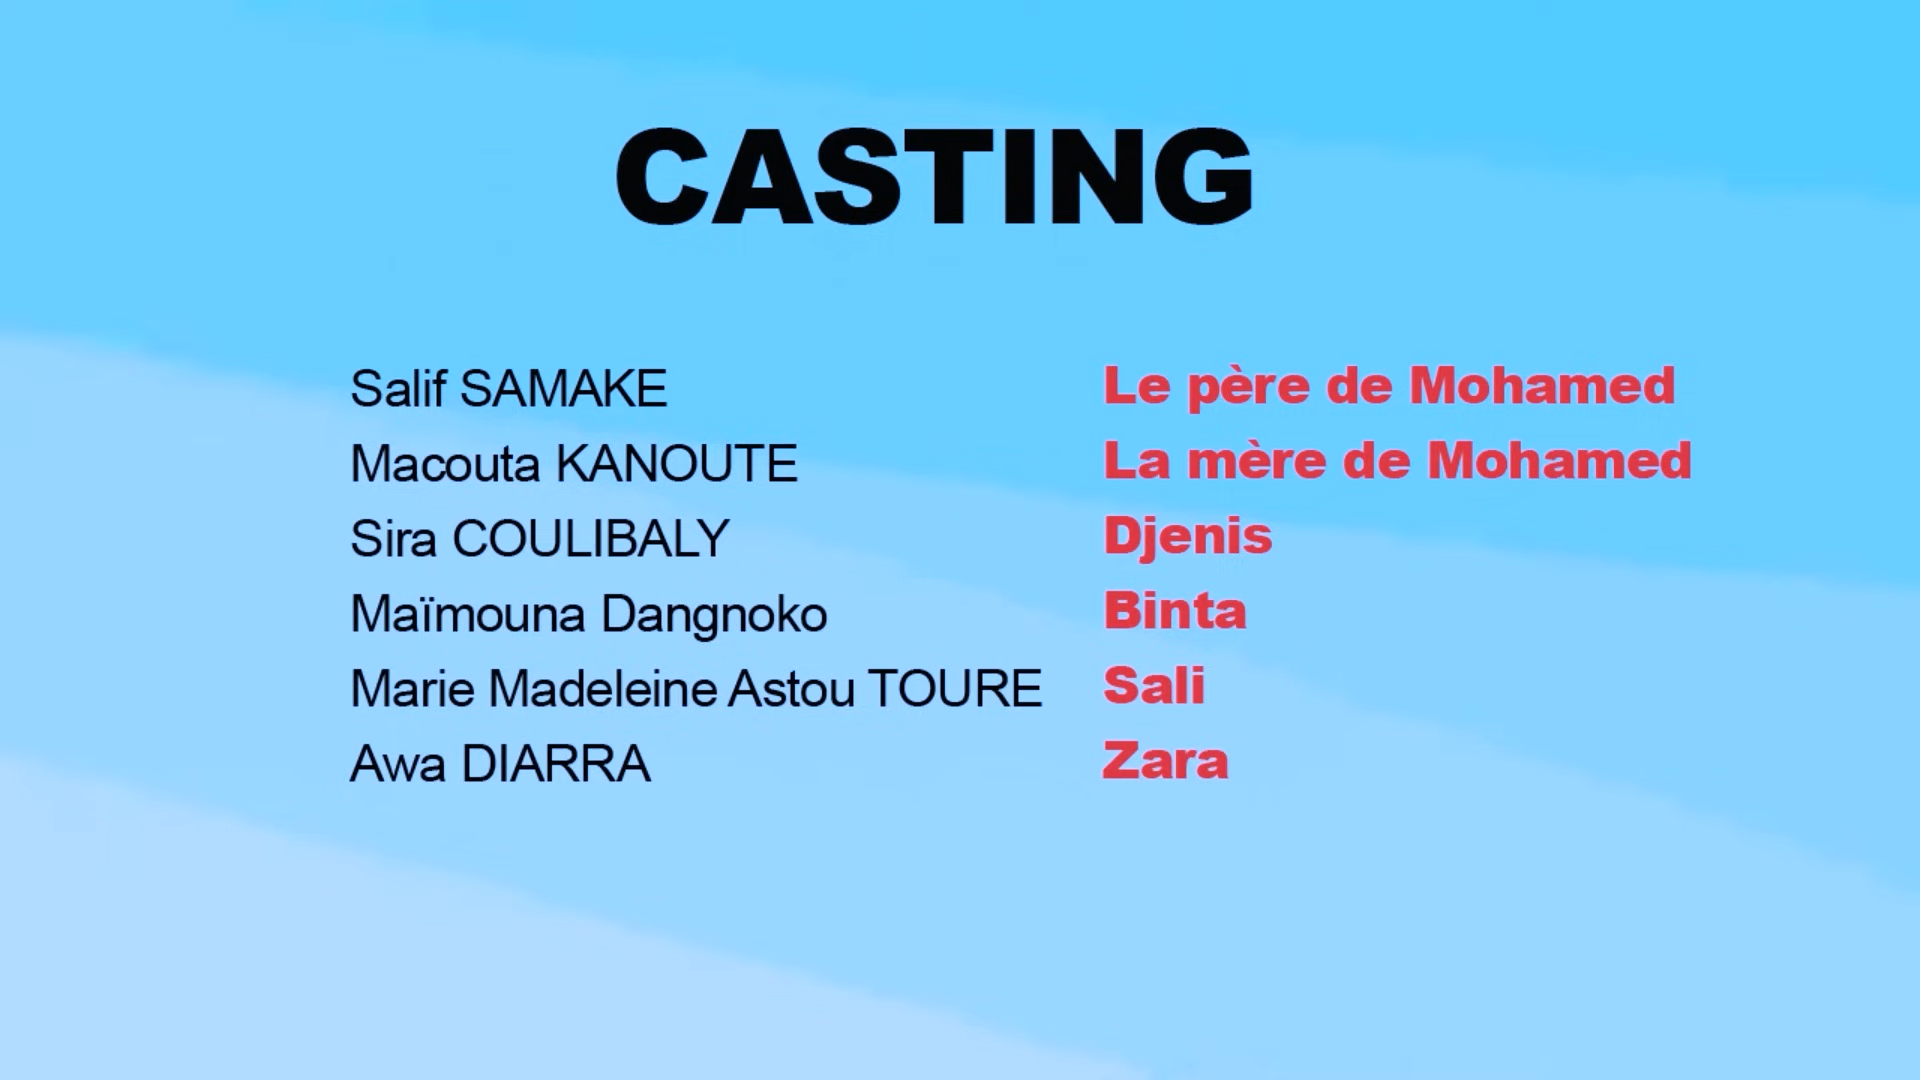 CASTING
Salif SAMAKE Le père de Mohamed
Macouta KANOUTE La mère de Mohamed
Sira COULIBALY Djenis
Maïmouna Dangnoko Binta
Marie Madeleine Astou TOURE Sali
Awa DIARRA Zara